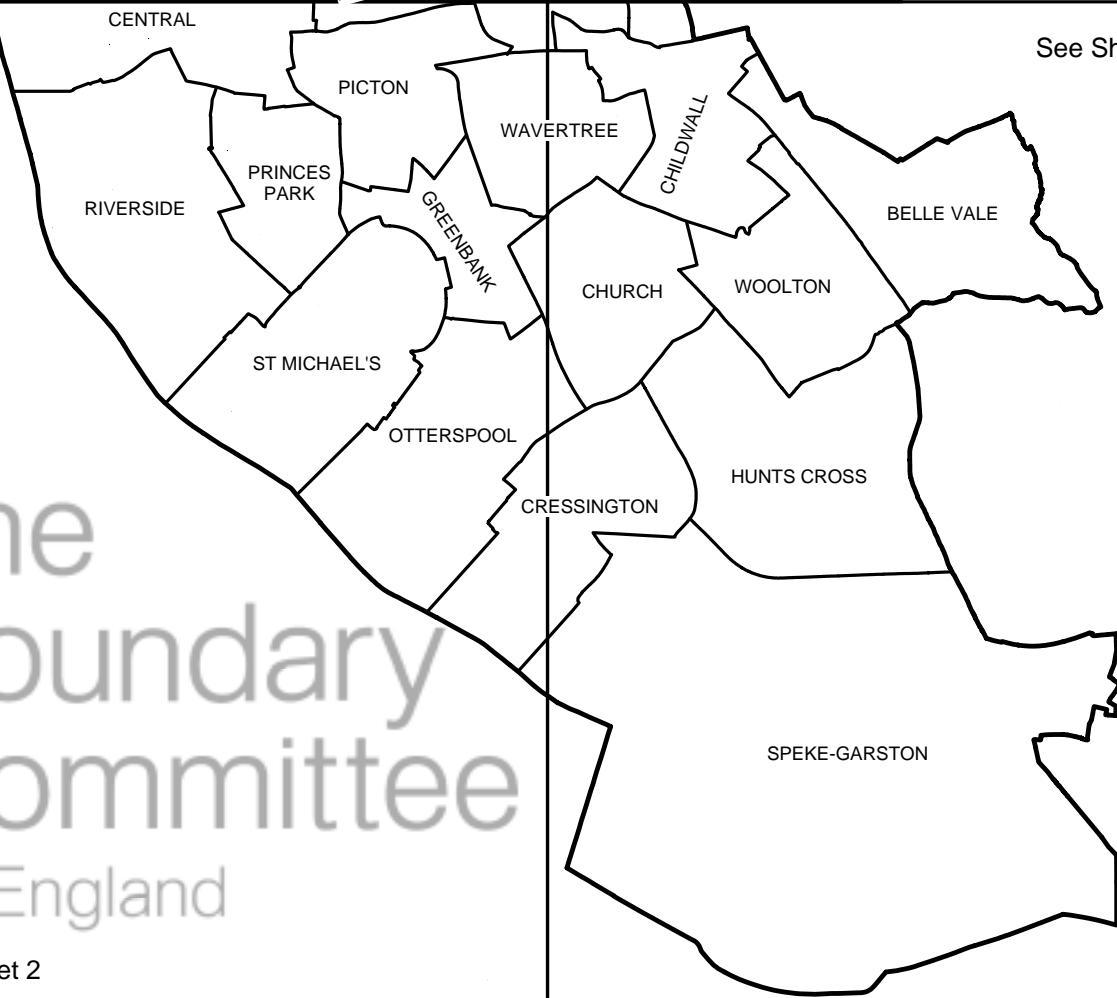 CENTRAL
See Sh
PICTON
WAVERTREE
CHILDWALL
PRINCES
PARK
RIVERSIDE
GREENBANK
BELLE VALE
CHURCH
WOOLTON
ST MICHAEL'S
OTTERSPOOL
HUNTS CROSS
CRESSINGTON
ne
oundary
SPEKE-GARSTON
ommittee
England
et 2